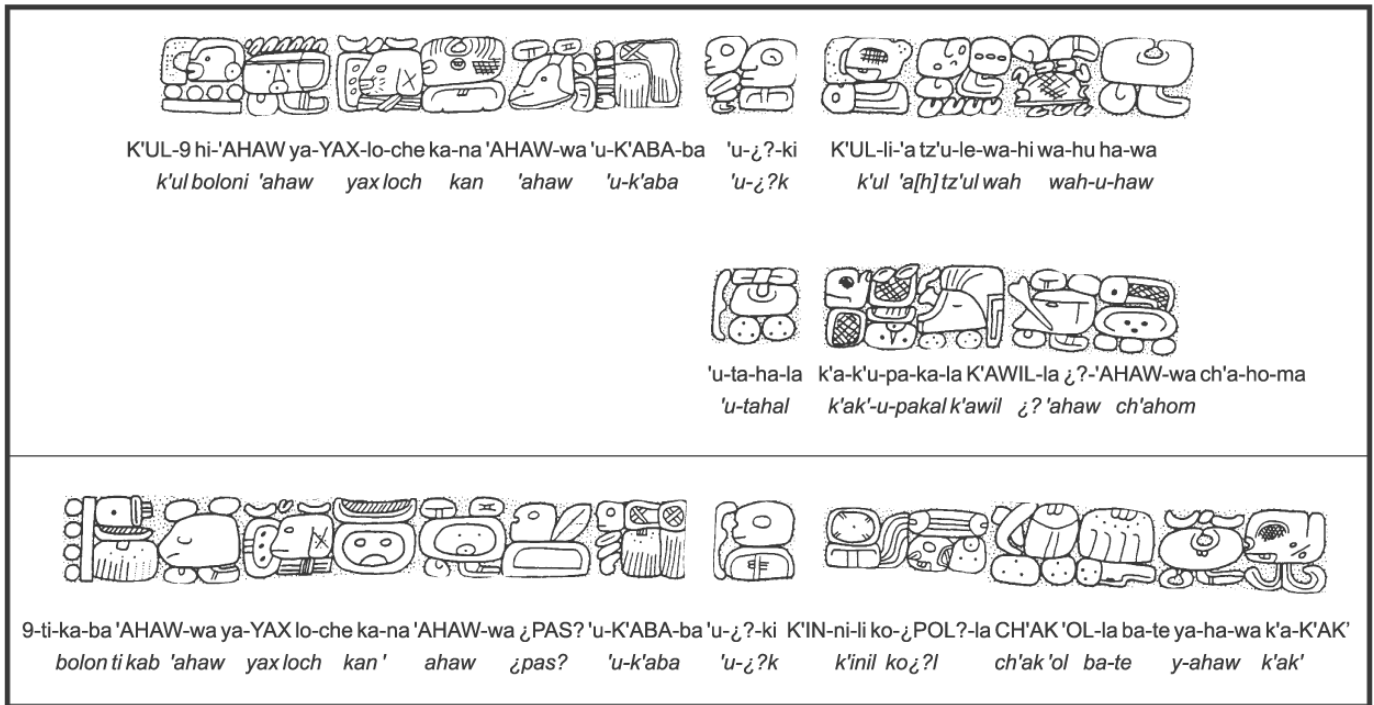 K'UL-9 hi-'AHAW ya-YAX-lo-che ka-na 'AHAW-wa 'u-K'ABA-ba 'u-¿?-ki K'UL-li-'a tz'u-le-wa-hi wa-hu ha-wa
k'ul boloni 'ahaw yax loch kan 'ahaw 'u-k'aba 'u-¿?k k'ul 'a[h] tz'ul wah wah-u-haw
'u-ta-ha-la k'a-k'u-pa-ka-la K'AWIL-la ¿?-'AHAW-wa ch'a-ho-ma
'u-tahal k'ak'-u-pakal k'awil ¿? 'ahaw ch'ahom
9-ti-ka-ba 'AHAW-wa ya-YAX lo-che ka-na 'AHAW-wa ¿PAS? 'u-K'ABA-ba 'u-¿?-ki K'IN-ni-li ko-¿POL?-la CH'AK 'OL-la ba-te ya-ha-wa k'a-K'AK'
bolon ti kab 'ahaw yax loch kan ' ahaw ¿pas? 'u-k'aba 'u-¿?k k'inil ko¿?l ch'ak 'ol ba-te y-ahaw k'ak'